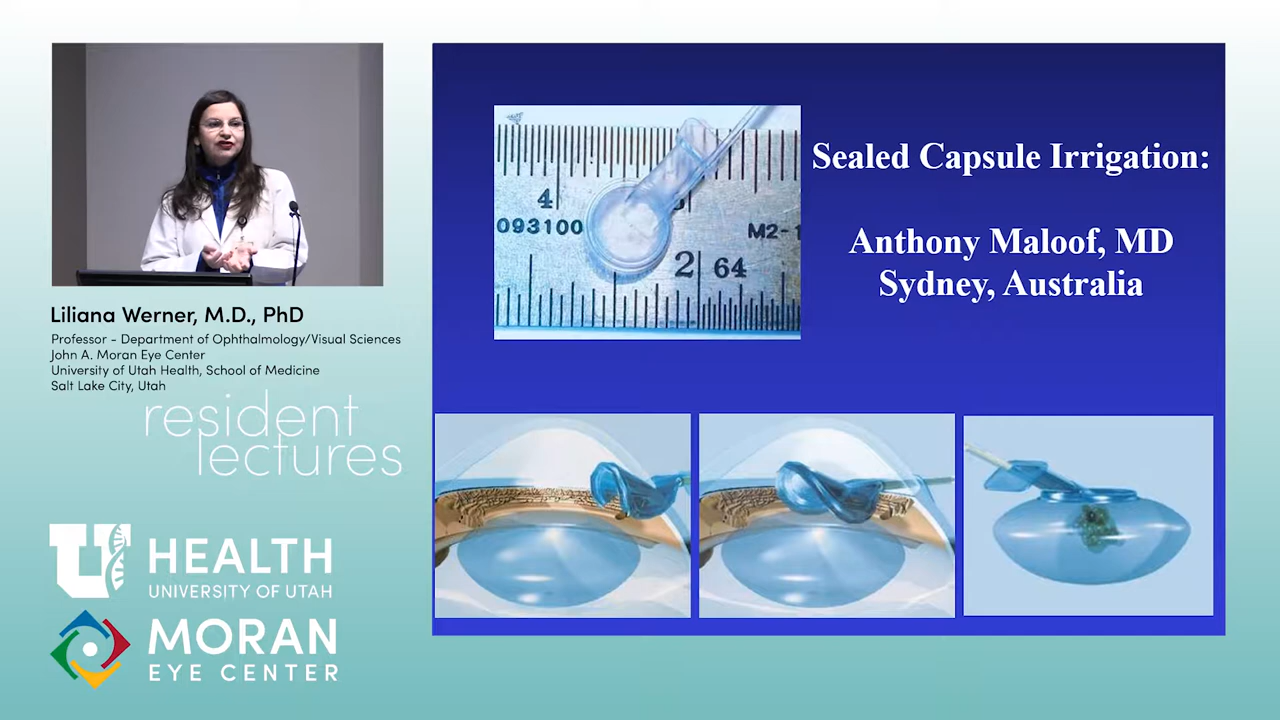 Liliana Werner, M.D., PhD
Professor - Department of Ophthalmology/Visual Sciences
John A. Moran Eye Center
University of Utah Health, School of Medicine
Salt Lake City, Utah
resident
lectures
U HEALTH
UNIVERSITY OF UTAH
MORAN
EYE CENTER
Sealed Capsule Irrigation:
Anthony Maloof, MD
Sydney, Australia
4
093100
M2-1
2 64